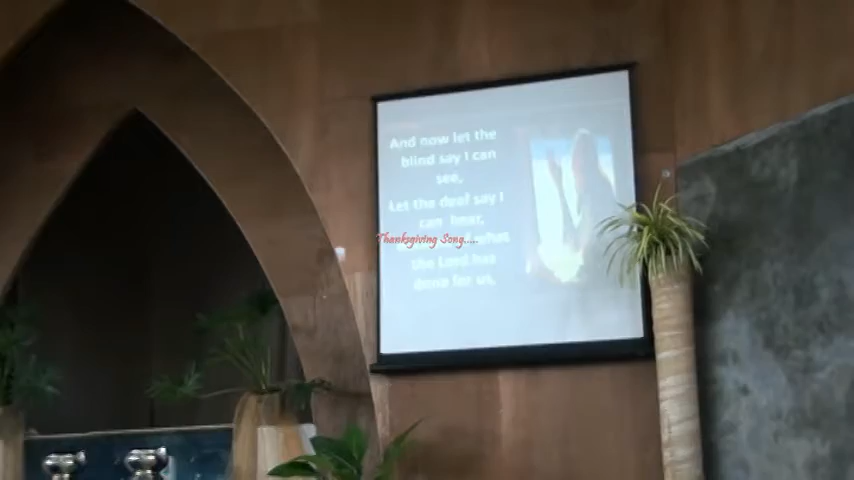 And now let the
blind say I can
see,
Let the deaf say I
can hear,
Thanksgiving Song.....
what
the Lord has
done for us,